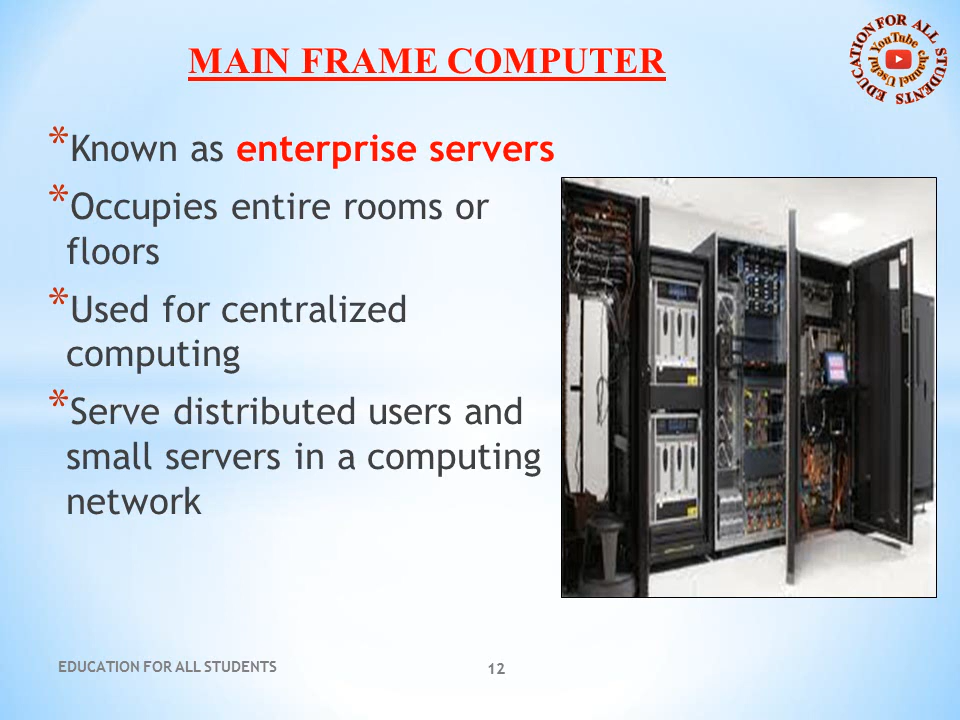 MAIN FRAME COMPUTER
EDUCATION FOR ALL STUDENTS
YouTube channel Useful
* Known as enterprise servers
* Occupies entire rooms or
floors
* Used for centralized
computing
* Serve distributed users and
small servers in a computing
network
EDUCATION FOR ALL STUDENTS
12